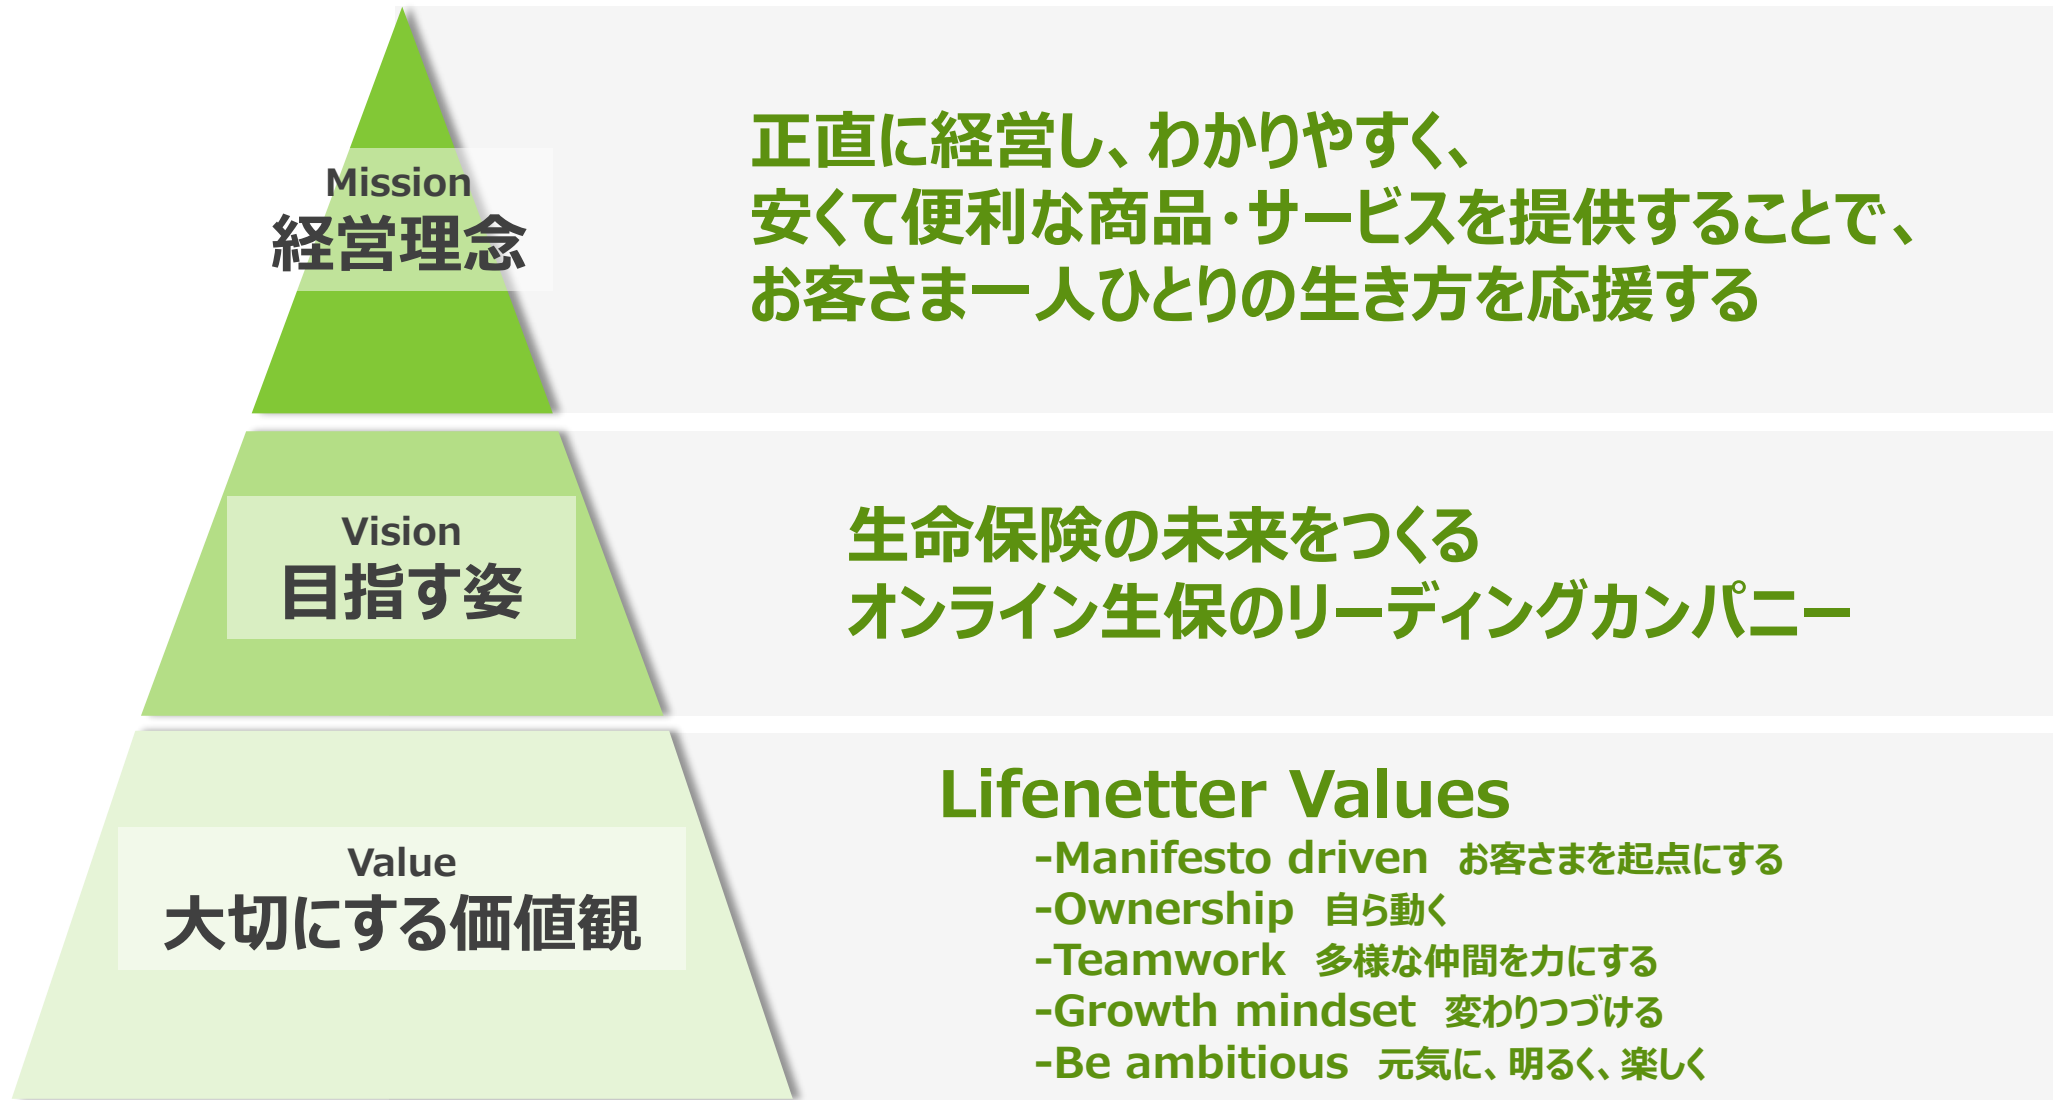 Mission
経営理念
正直に経営し、わかりやすく、
安くて便利な商品・サービスを提供することで、
お客さま一人ひとりの生き方を応援する
Vision
目指す姿
生命保険の未来をつくる
オンライン生保のリーディングカンパニー
Value
大切にする価値観
Lifenetter Values
-Manifesto driven お客さまを起点にする
-Ownership 自ら動く
-Teamwork 多様な仲間を力にする
-Growth mindset 変わりつづける
-Be ambitious 元気に、明るく、楽しく